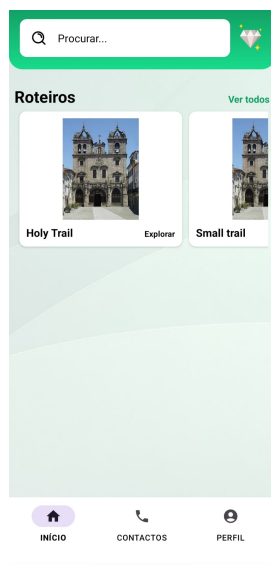 Procurar...
Roteiros
Ver todos
Holy Trail
Explorar
Small trail
INÍCIO
CONTACTOS
PERFIL